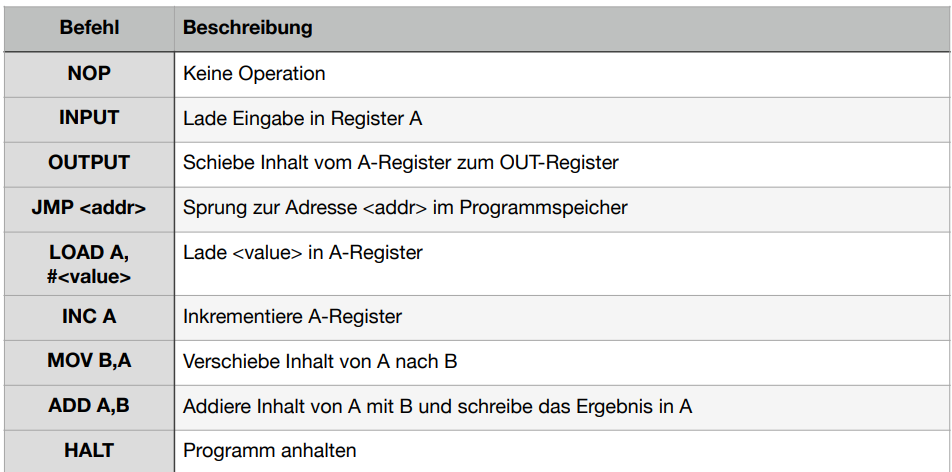 Befehl Beschreibung
NOP Keine Operation
INPUT Lade Eingabe in Register A
OUTPUT Schiebe Inhalt vom A-Register zum OUT-Register
JMP <addr> Sprung zur Adresse <addr> im Programmspeicher
LOAD A, Lade <value> in A-Register
#<value>
INC A Inkrementiere A-Register
MOV B,A Verschiebe Inhalt von A nach B
ADD A,B Addiere Inhalt von A mit B und schreibe das Ergebnis in A
HALT Programm anhalten